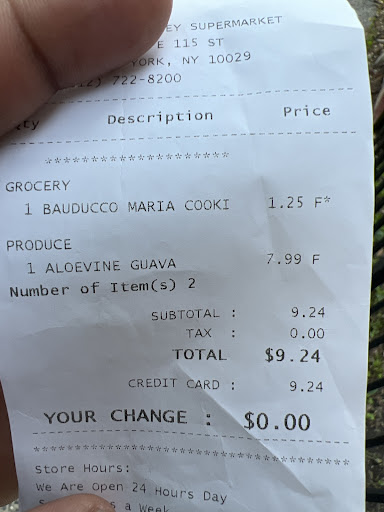 EY SUPERMARKET
E 115 ST
YORK, NY 10029
722-8200
Description Price
*******************
GROCERY
1 BAUDUCCO MARIA COOKI 1.25 F*
PRODUCE
1 ALOEVINE GUAVA 7.99 F
Number of Item(s) 2
SUBTOTAL : 9.24
TAX : 0.00
TOTAL $9.24
CREDIT CARD : 9.24
YOUR CHANGE : $0.00
*********************************
Store Hours:
We Are Open 24 Hours Day
s a Week